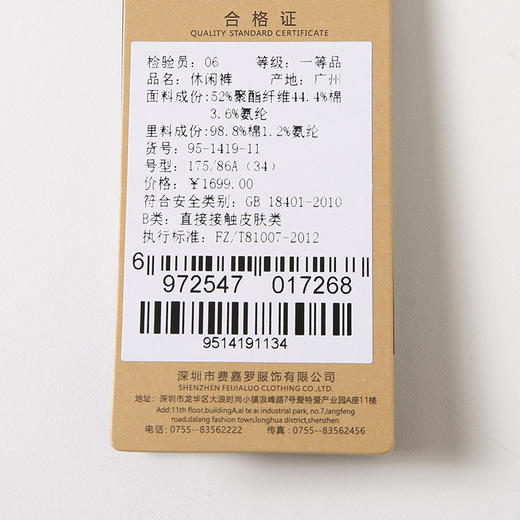 合格证
QUALITY STANDARD CERTIFICATE
检验员: 06 等级: 一等品
品名: 休闲裤 产地: 广州
面料成份:52%聚酯纤维44.4%棉
3.6%氨纶
里料成份:98.8%棉1.2%氨纶
货号: 95-1419-11
号型: 175/86A (34)
价格: ￥1699.00
符合安全类别: GB 18401-2010
B类: 直接接触皮肤类
执行标准: FZ/T81007-2012
6 972547 017268
9514191134
深圳市费嘉罗服饰有限公司
SHENZHEN FEIJIALUO CLOTHING CO.,LTD
地址: 深圳市龙华区大浪时尚小镇浪峰路7号爱特爱产业园A座11楼
Add:11th floor,buildingA,ai te ai industrial park, no.7,langfeng
road,dalang fashion town,longhua district,shenzhen
电话: 0755--83562222 传真: 0755--83562456